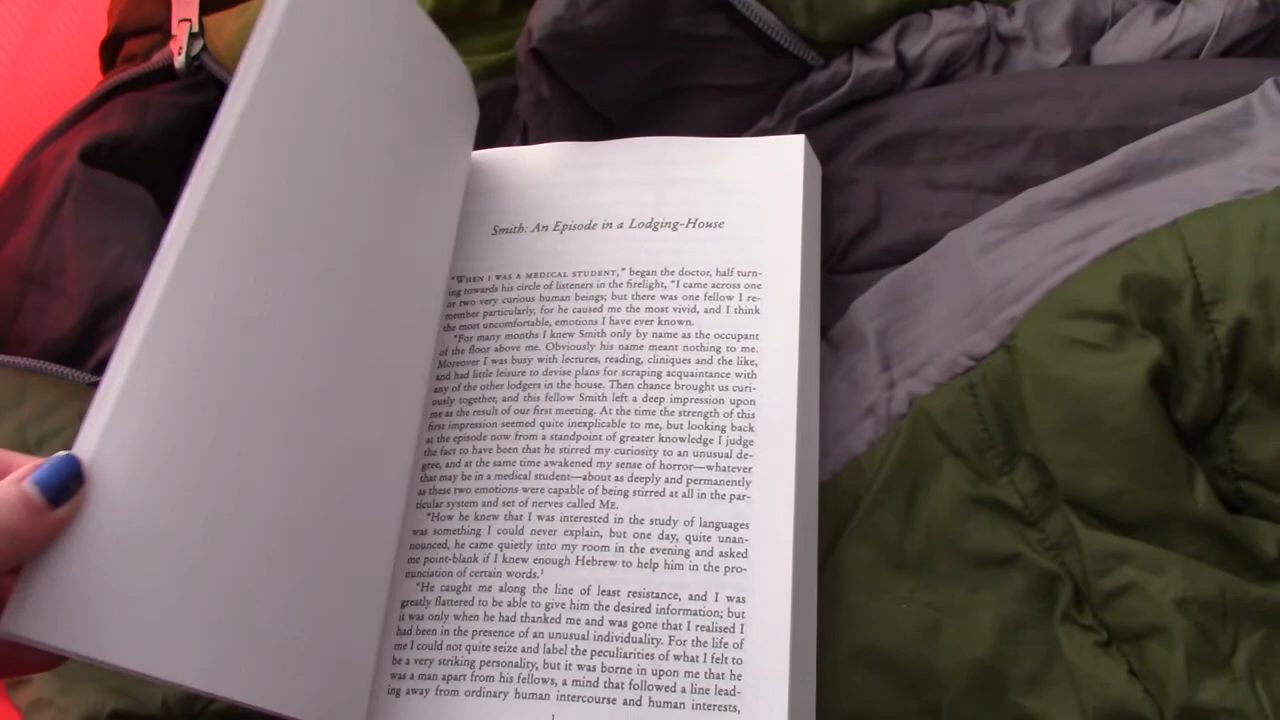 Smith: An Episode in a Lodging-House
"WHEN I WAS A MEDICAL STUDENT," began the doctor, half turn-
ing towards his circle of listeners in the firelight, "I came across one
or two very curious human beings; but there was one fellow I re-
member particularly, for he caused me the most vivid, and I think
the most uncomfortable, emotions I have ever known.
"For many months I knew Smith only by name as the occupant
of the floor above me. Obviously his name meant nothing to me.
Moreover I was busy with lectures, reading, cliniques and the like,
and had little leisure to devise plans for scraping acquaintance with
any of the other lodgers in the house. Then chance brought us curi-
ously together, and this fellow Smith left a deep impression upon
me as the result of our first meeting. At the time the strength of this
first impression seemed quite inexplicable to me, but looking back
at the episode now from a standpoint of greater knowledge I judge
the fact to have been that he stirred my curiosity to an unusual de-
gree, and at the same time awakened my sense of horror—whatever
that may be in a medical student—about as deeply and permanently
as these two emotions were capable of being stirred at all in the par-
ticular system and set of nerves called ME.
"How he knew that I was interested in the study of languages
was something I could never explain, but one day, quite unan-
nounced, he came quietly into my room in the evening and asked
me point-blank if I knew enough Hebrew to help him in the pro-
nunciation of certain words.¹
"He caught me along the line of least resistance, and I was
greatly flattered to be able to give him the desired information; but
it was only when he had thanked me and was gone that I realised I
had been in the presence of an unusual individuality. For the life of
me I could not quite seize and label the peculiarities of what I felt to
be a very striking personality, but it was borne in upon me that he
was a man apart from his fellows, a mind that followed a line lead-
ing away from ordinary human intercourse and human interests,